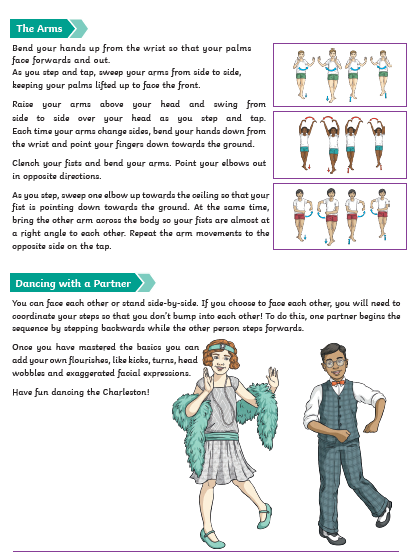 The Arms
Bend your hands up from the wrist so that your palms
face forwards and out.
As you step and tap, sweep your arms from side to side,
keeping your palms lifted up to face the front.
Raise your arms above your head and swing from
side to side over your head as you step and tap.
Each time your arms change sides, bend your hands down from
the wrist and point your fingers down towards the ground.
Clench your fists and bend your arms. Point your elbows out
in opposite directions.
As you step, sweep one elbow up towards the ceiling so that your
fist is pointing down towards the ground. At the same time,
bring the other arm across the body so your fists are almost at
a right angle to each other. Repeat the arm movements to the
opposite side on the tap.
Dancing with a Partner
You can face each other or stand side-by-side. If you choose to face each other, you will need to
coordinate your steps so that you don't bump into each other! To do this, one partner begins the
sequence by stepping backwards while the other person steps forwards.
Once you have mastered the basics you can
add your own flourishes, like kicks, turns, head
wobbles and exaggerated facial expressions.
Have fun dancing the Charleston!